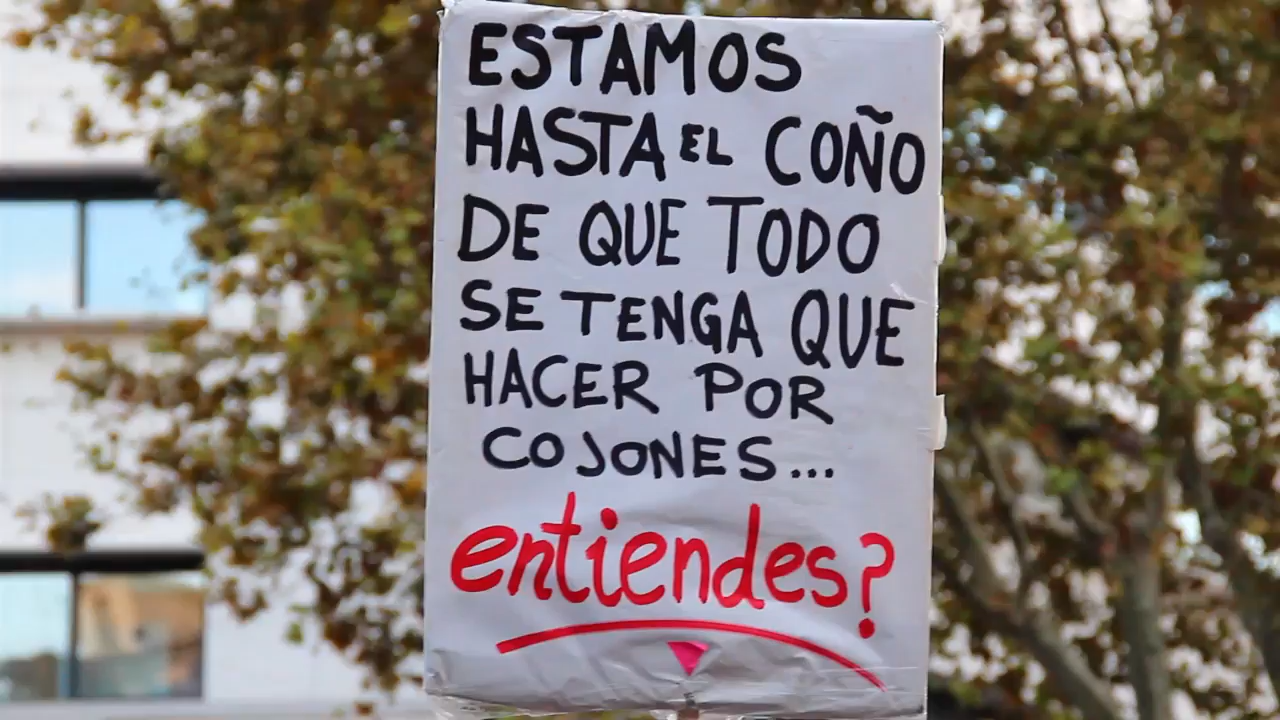 ESTAMOS
HASTA EL COÑO
DE QUE TODO
SE TENGA QUE
HACER POR
COJONES...
entiendes?